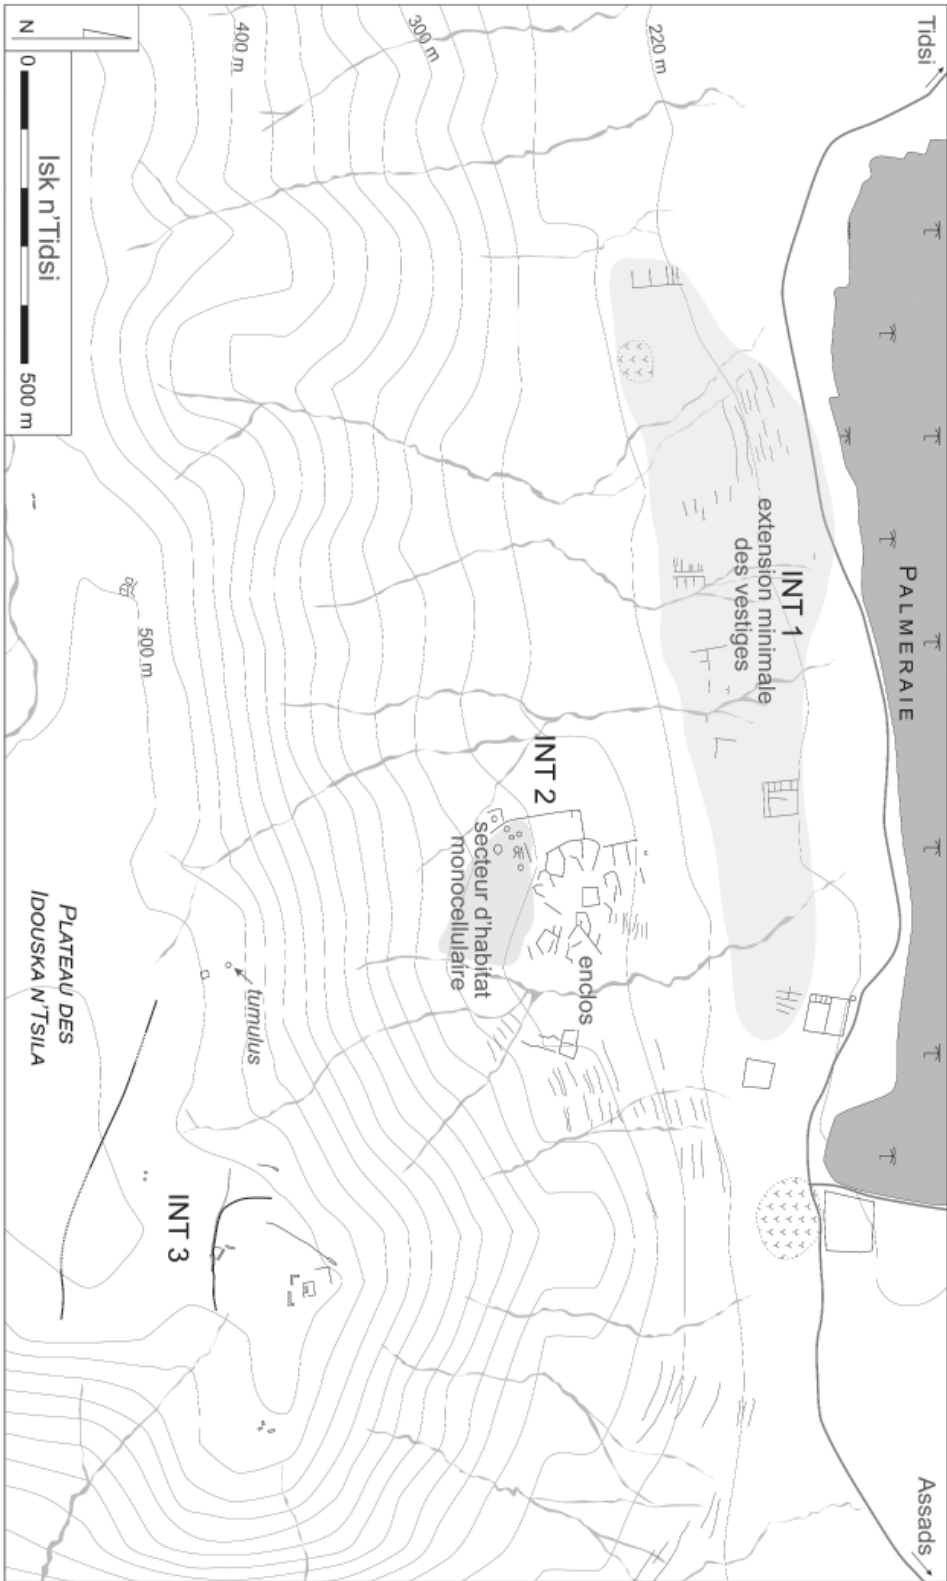 Tidsi
Assads
PALMERAIE
INT 1
extension minimale
des vestiges
220 m
300 m
400 m
500 m
INT 2
secteur d'habitat
monocellulaire
enclos
tumulus
INT 3
PLATEAU DES
IDOUSKA N'TSILA
N
Isk n'Tidsi
0
500 m